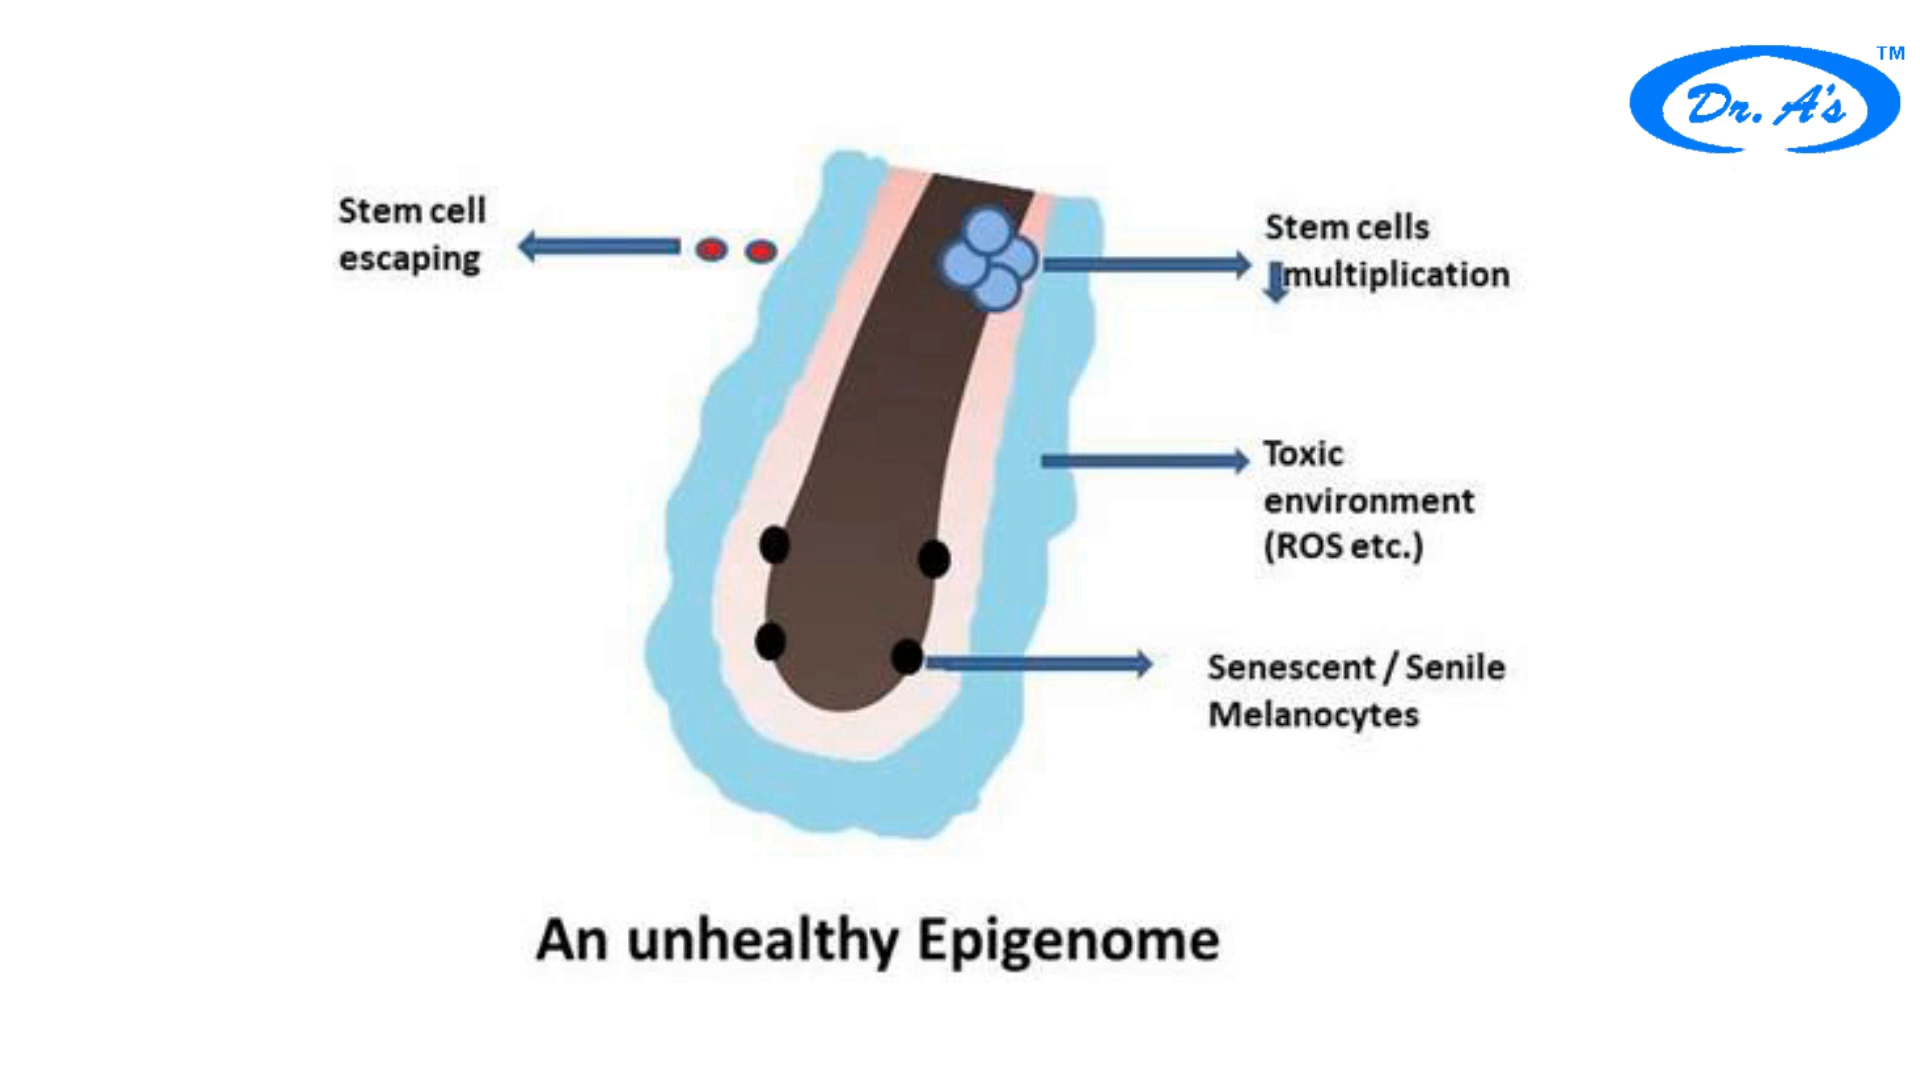 Dr. A's TM
Stem cell
escaping
Stem cells
multiplication
Toxic
environment
(ROS etc.)
Senescent / Senile
Melanocytes
An unhealthy Epigenome